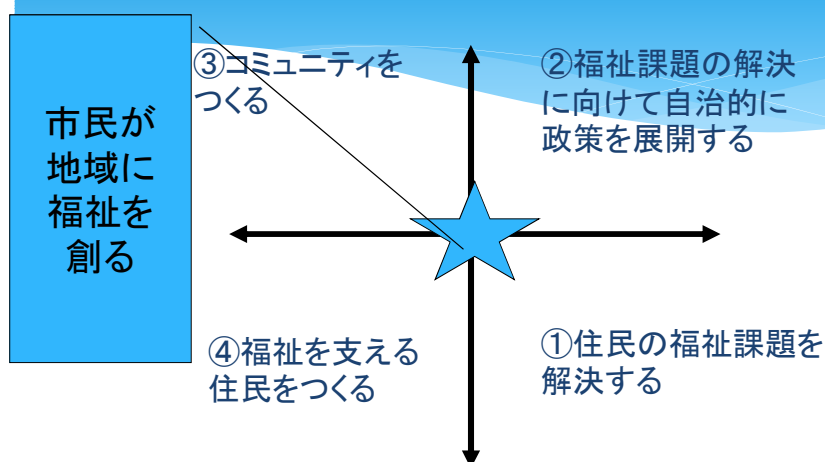 市民が
地域に
福祉を
創る
③コミュニティを
つくる
②福祉課題の解決
に向けて自治的に
政策を展開する
④福祉を支える
住民をつくる
①住民の福祉課題を
解決する